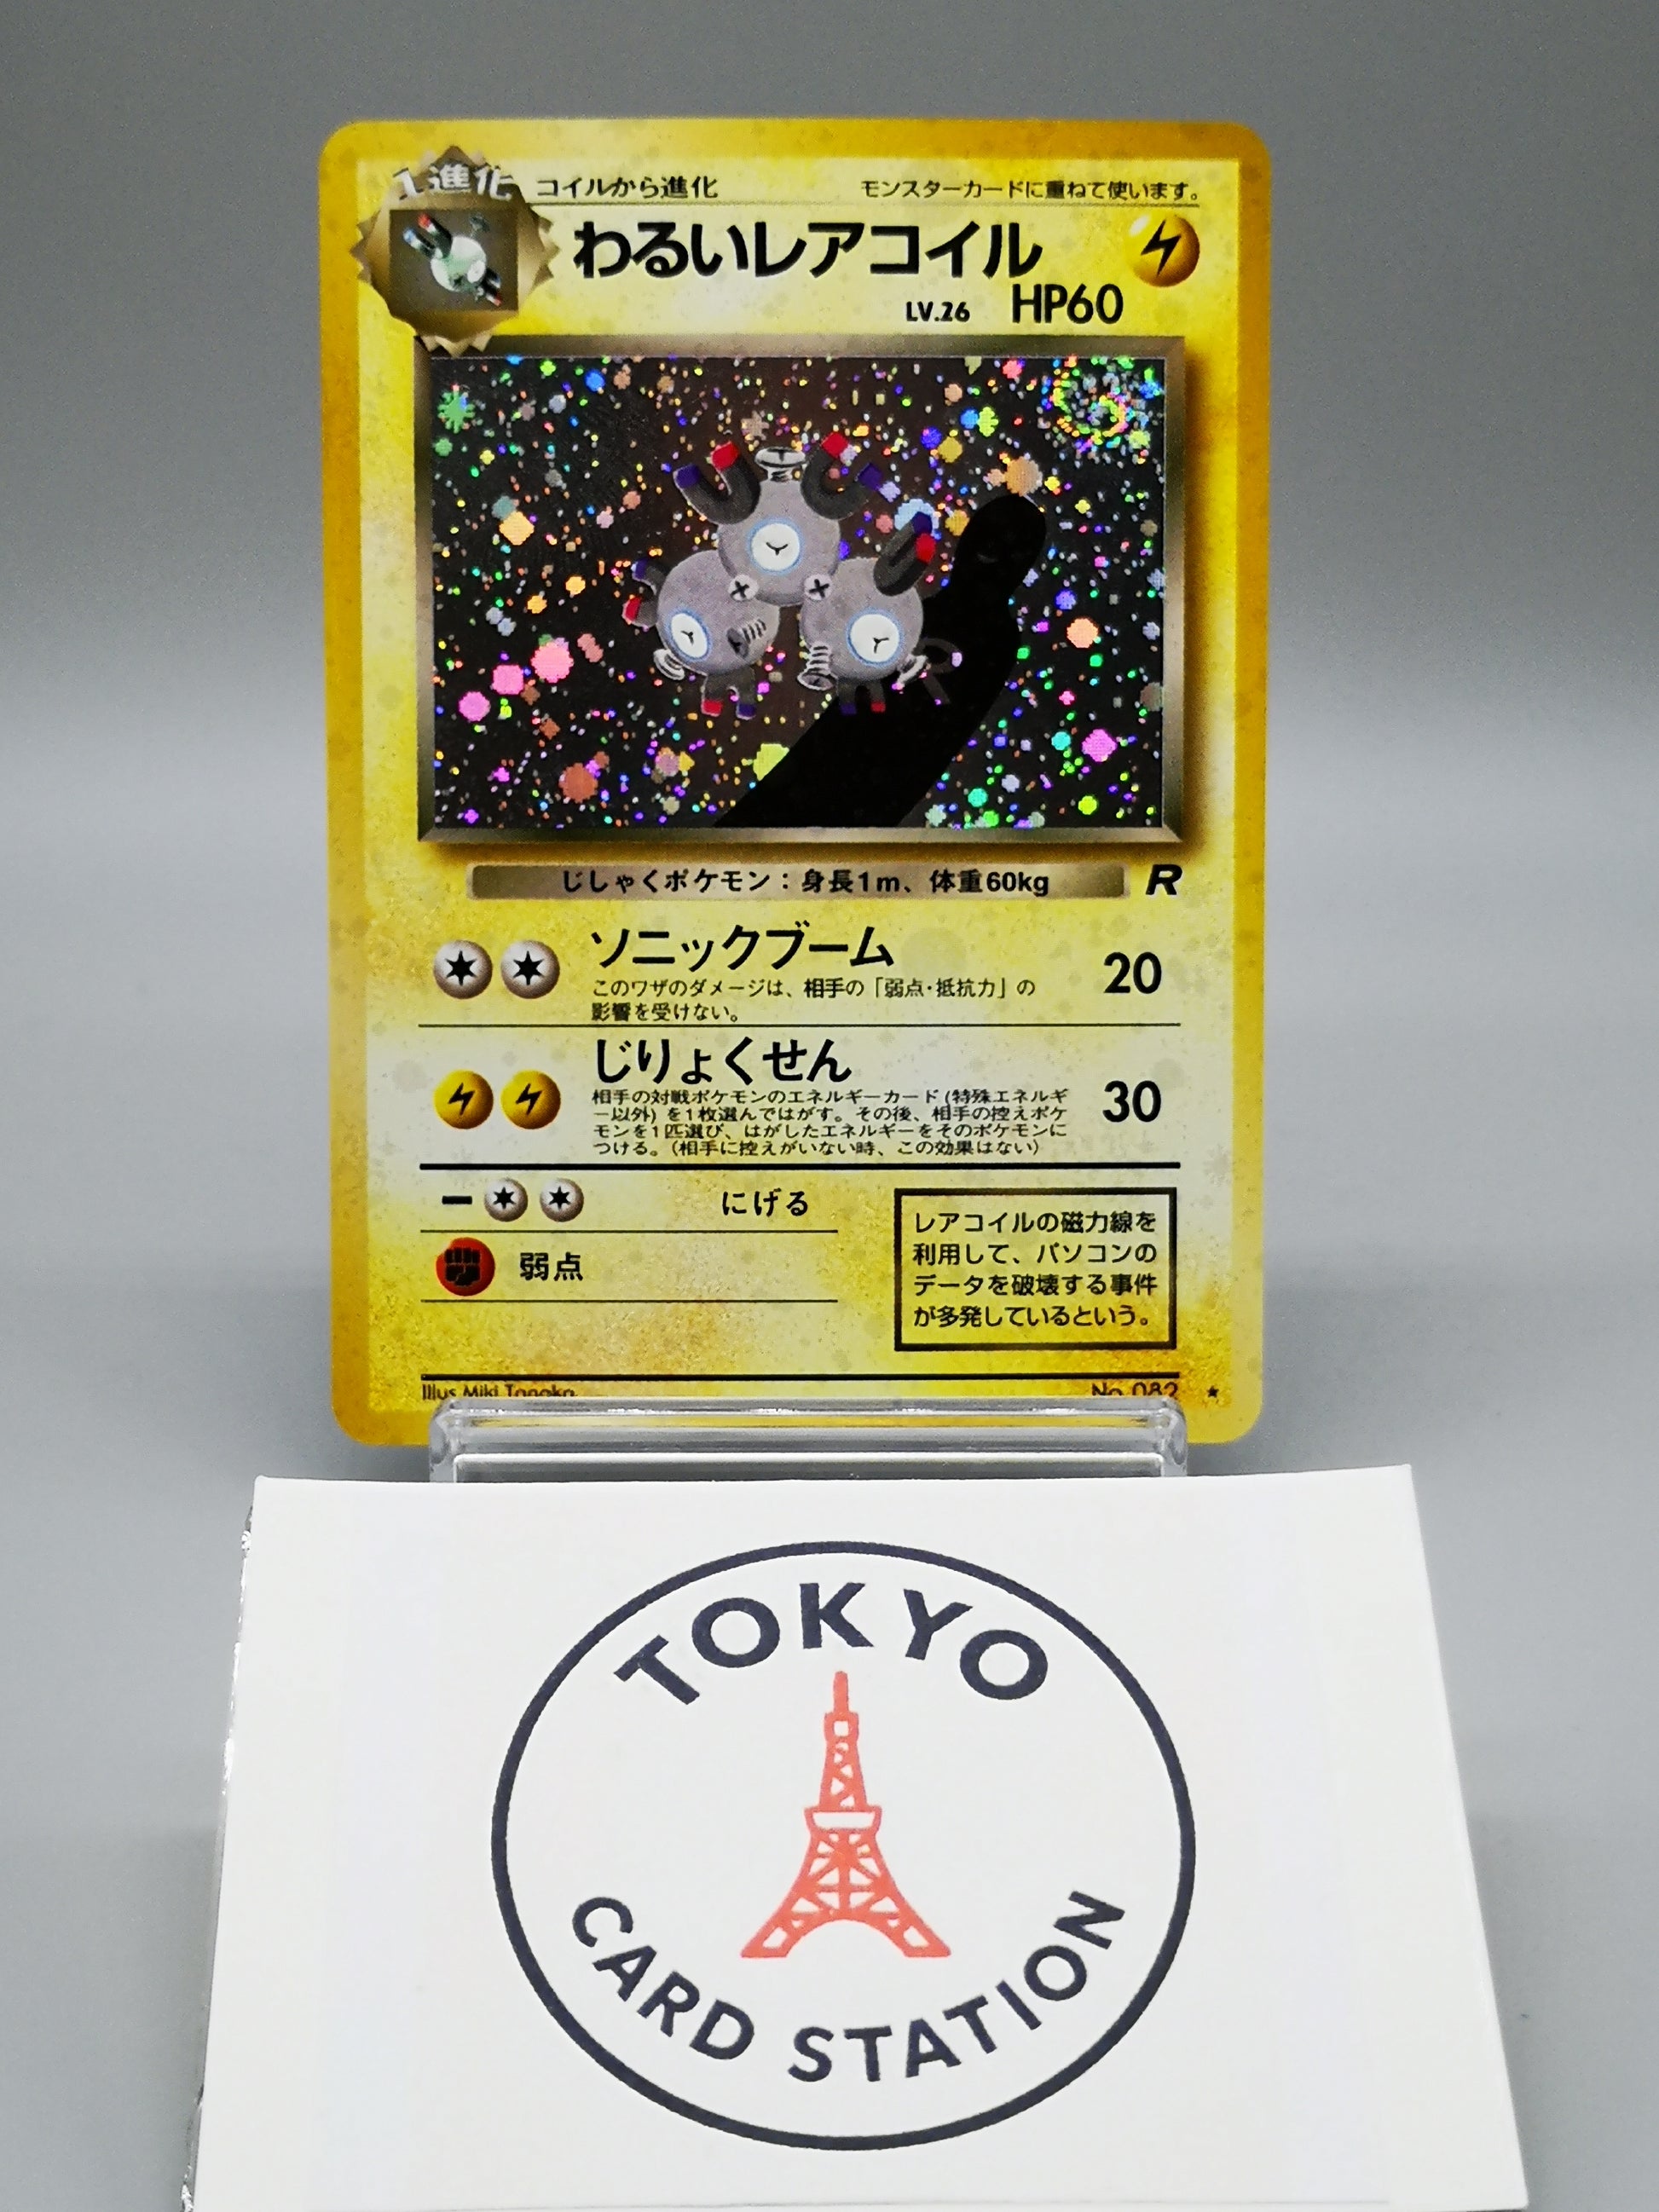 1進化
コイルから進化
モンスターカードに重ねて使います。
わるいレアコイル
LV.26 HP60
R
じしゃくポケモン：身長1m、体重60kg
R
ソニックブーム
20
このワザのダメージは、相手の「弱点・抵抗力」の
影響を受けない。
じりょくせん
30
相手の対戦ポケモンのエネルギーカード(特殊エネルギ
ー以外)を1枚選んではがす。その後、相手の控えポケ
モンを1匹選び、はがしたエネルギーをそのポケモンに
つける。(相手に控えがいない時、この効果はない)
にげる
弱点
レアコイルの磁力線を
利用して、パソコンの
データを破壊する事件
が多発しているという。
Illus. Miki Tanaka
No.082 ★
TOKYO
CARD STATION